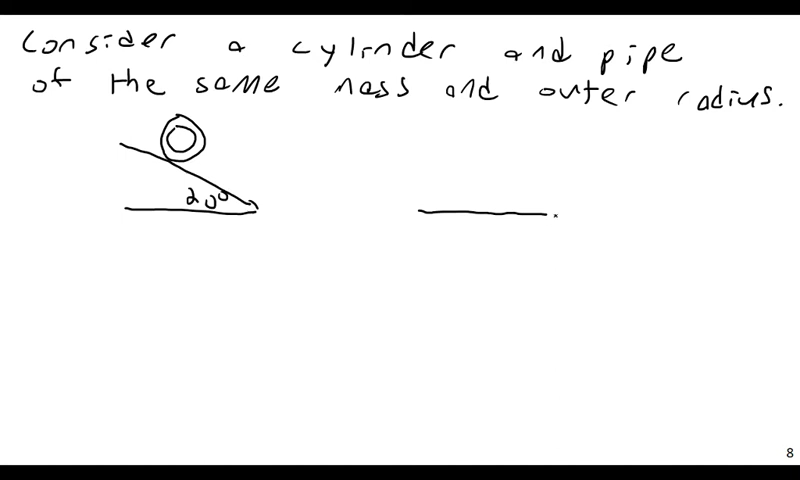 Consider a cylinder and pipe
of the same mass and outer radius.
20°
8